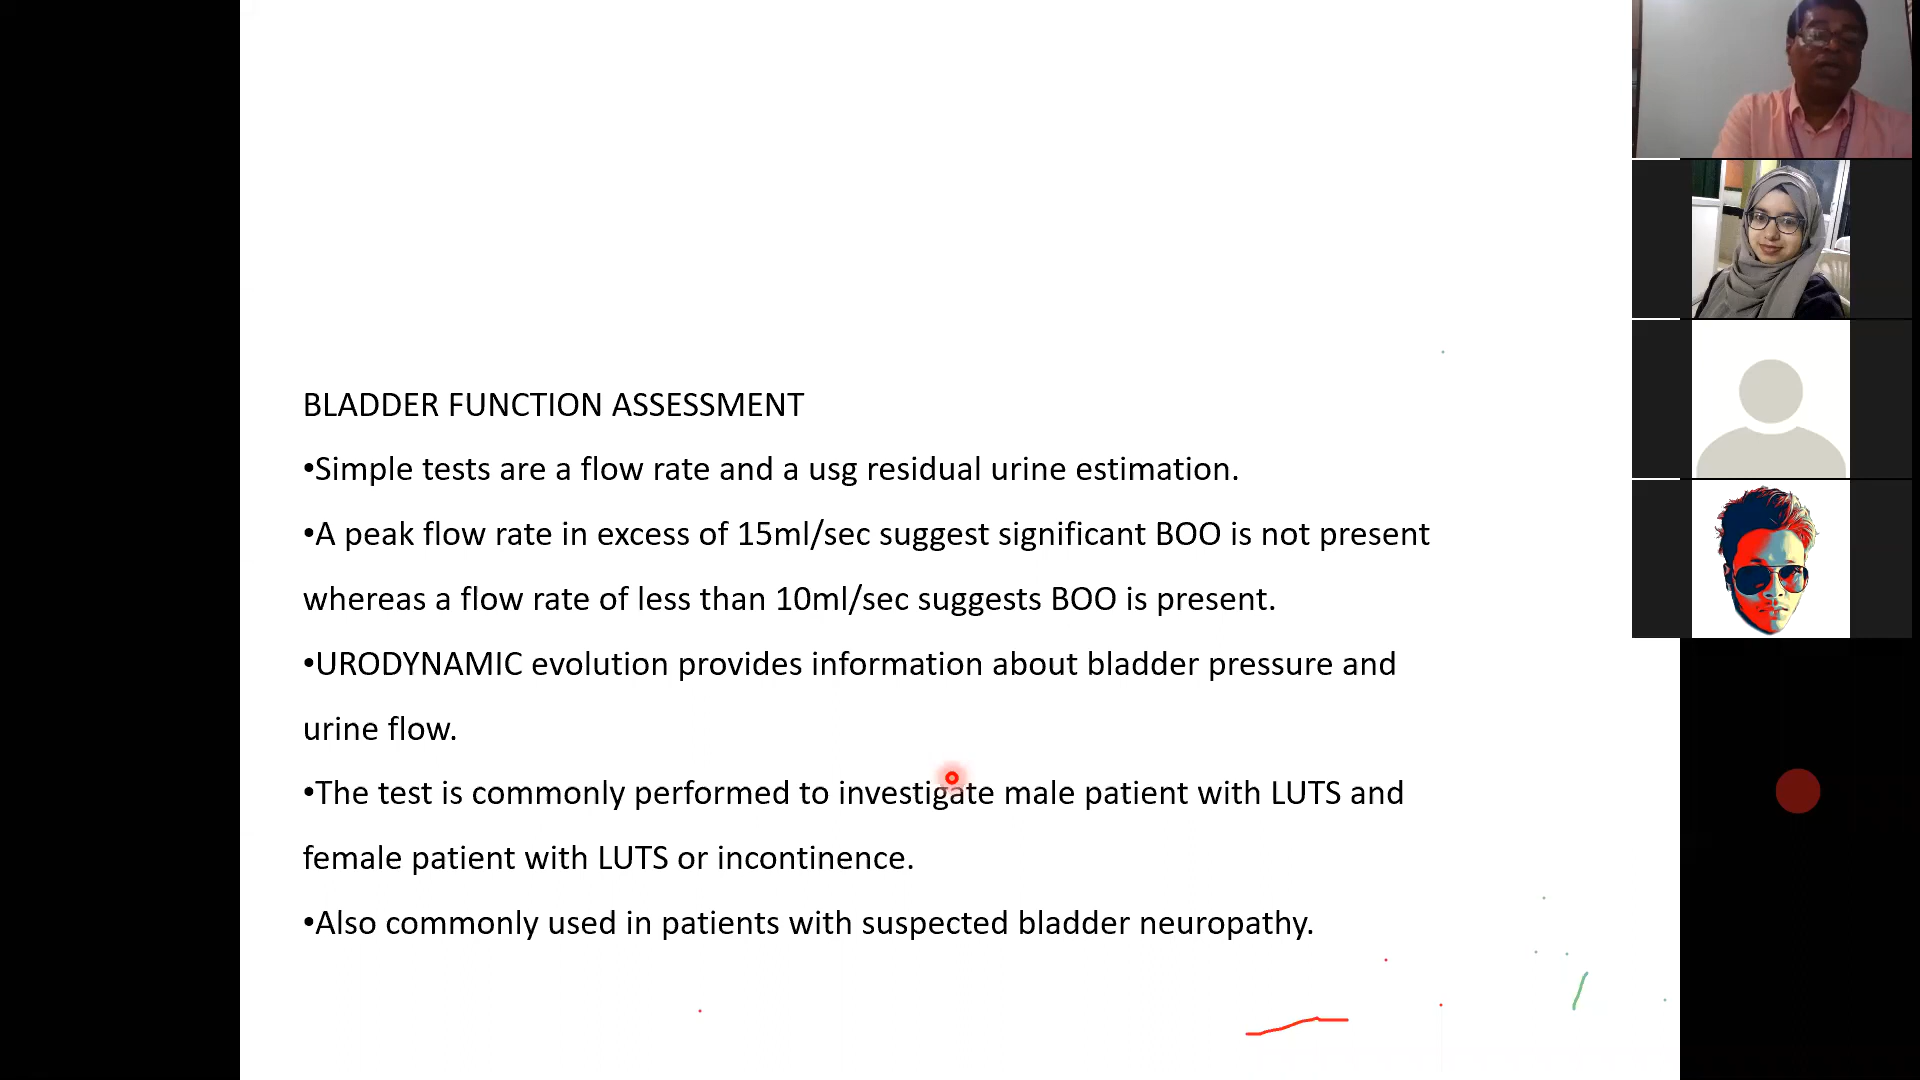 BLADDER FUNCTION ASSESSMENT
•Simple tests are a flow rate and a usg residual urine estimation.
•A peak flow rate in excess of 15ml/sec suggest significant BOO is not present
whereas a flow rate of less than 10ml/sec suggests BOO is present.
•URODYNAMIC evolution provides information about bladder pressure and
urine flow.
•The test is commonly performed to investigate male patient with LUTS and
female patient with LUTS or incontinence.
•Also commonly used in patients with suspected bladder neuropathy.